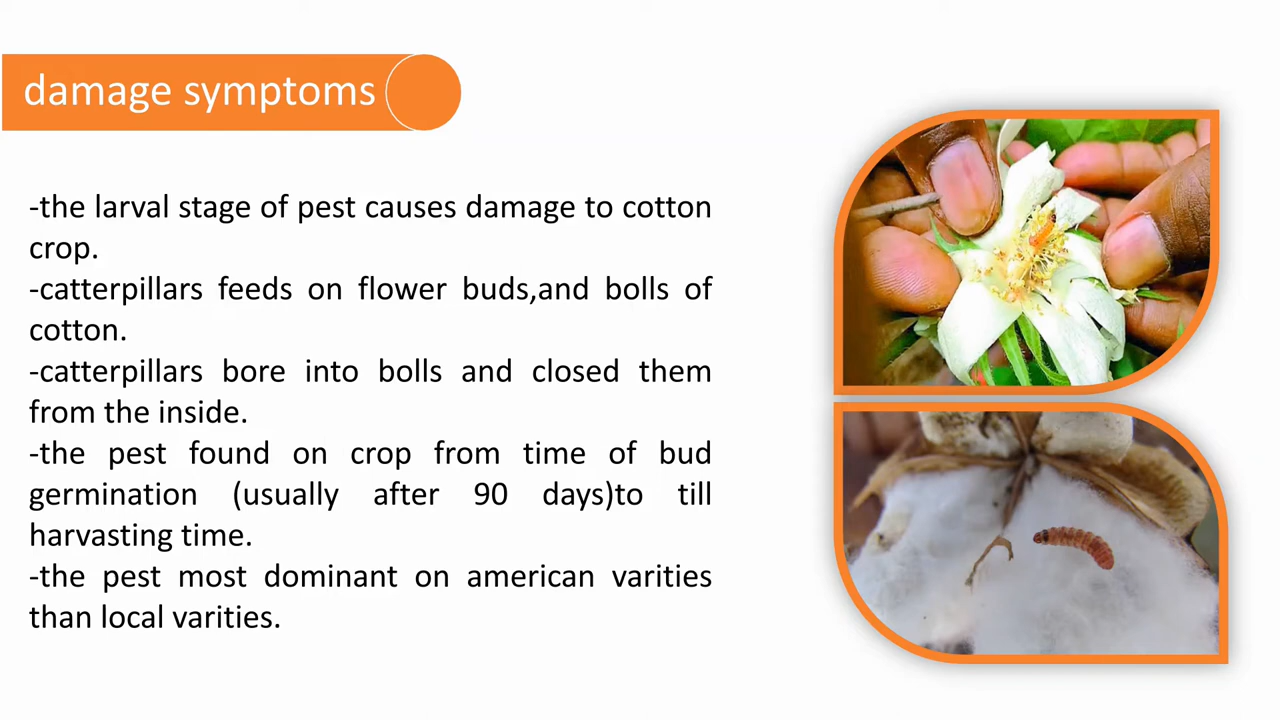 damage symptoms
-the larval stage of pest causes damage to cotton
crop.
-catterpillars feeds on flower buds,and bolls of
cotton.
-catterpillars bore into bolls and closed them
from the inside.
-the pest found on crop from time of bud
germination (usually after 90 days)to till
harvasting time.
-the pest most dominant on american varities
than local varities.